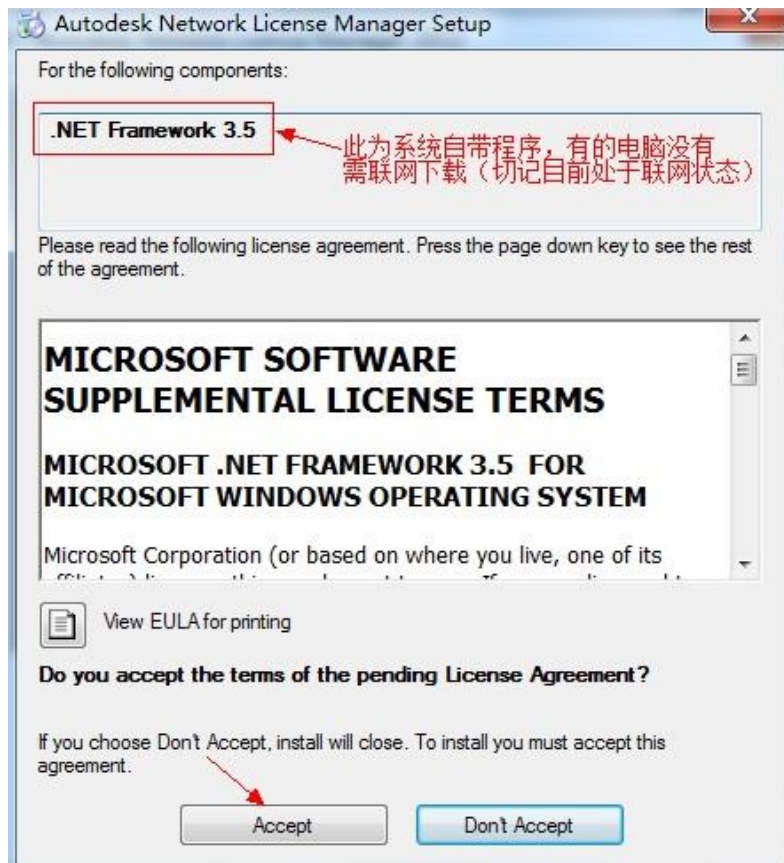 Autodesk Network License Manager Setup
For the following components:
.NET Framework 3.5
此为系统自带程序，有的电脑没有
需联网下载（切记目前处于联网状态）
Please read the following license agreement. Press the page down key to see the rest
of the agreement.
MICROSOFT SOFTWARE
SUPPLEMENTAL LICENSE TERMS
MICROSOFT .NET FRAMEWORK 3.5 FOR
MICROSOFT WINDOWS OPERATING SYSTEM
Microsoft Corporation (or based on where you live, one of its
View EULA for printing
Do you accept the terms of the pending License Agreement?
If you choose Don't Accept, install will close. To install you must accept this
agreement.
Accept
Don't Accept